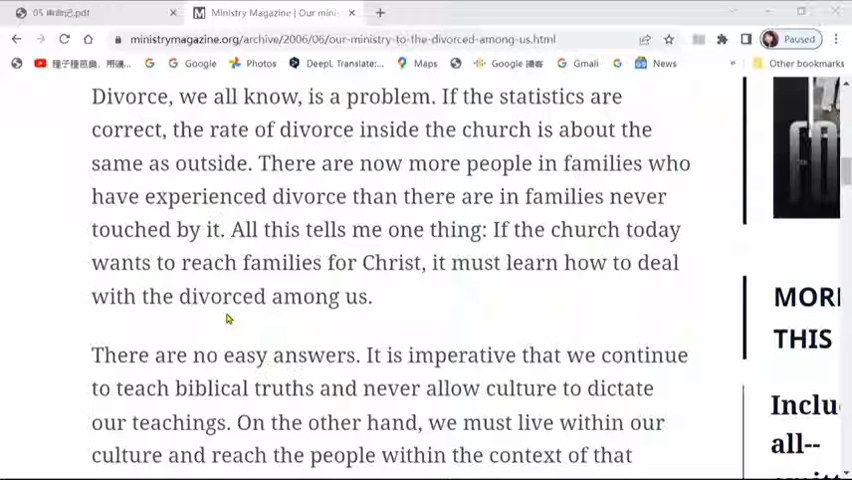 05 幽幽记.pdf
Ministry Magazine | Our minis
Paused
ministrymagazine.org/archive/2006/06/our-ministry-to-the-divorced-among-us.html
Google
Photos
DeepL Translate:...
Maps
Google
Gmail
News
»
Other bookmarks
Divorce, we all know, is a problem. If the statistics are
correct, the rate of divorce inside the church is about the
same as outside. There are now more people in families who
have experienced divorce than there are in families never
touched by it. All this tells me one thing: If the church today
wants to reach families for Christ, it must learn how to deal
with the divorced among us.
There are no easy answers. It is imperative that we continue
to teach biblical truths and never allow culture to dictate
our teachings. On the other hand, we must live within our
culture and reach the people within the context of that
MORE
THIS
Inclu
all--